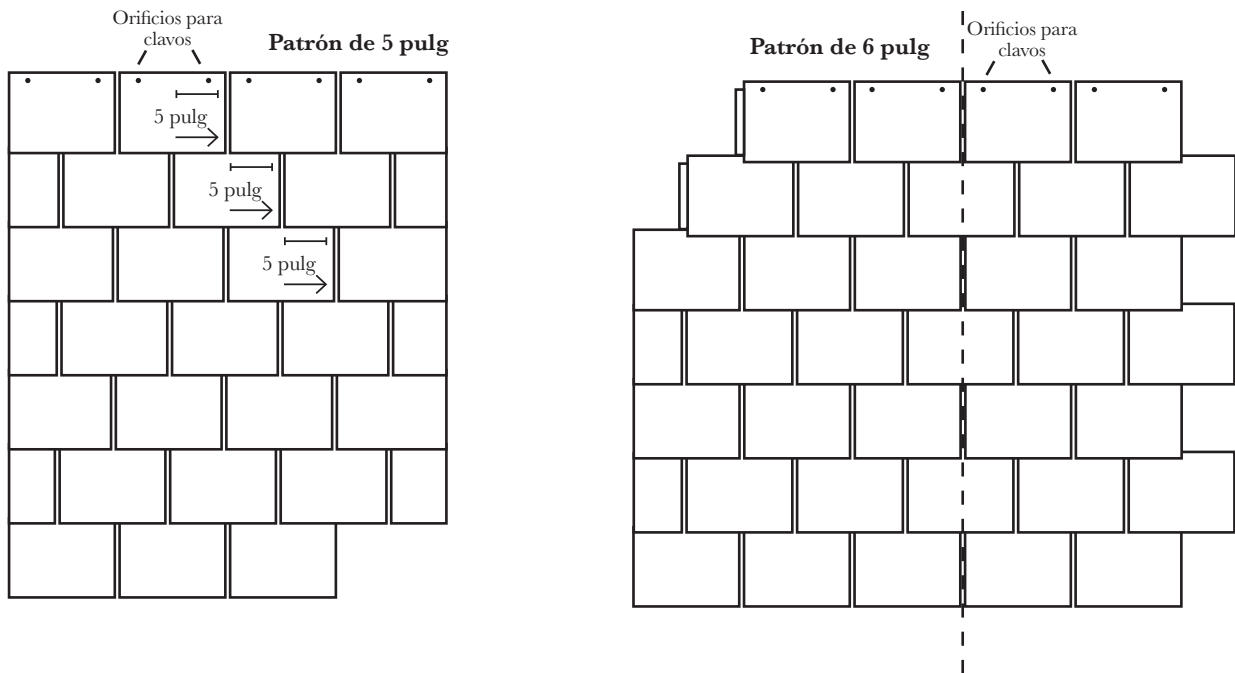 Orificios para
clavos
Patrón de 5 pulg
5 pulg
5 pulg
5 pulg
Patrón de 6 pulg
Orificios para
clavos